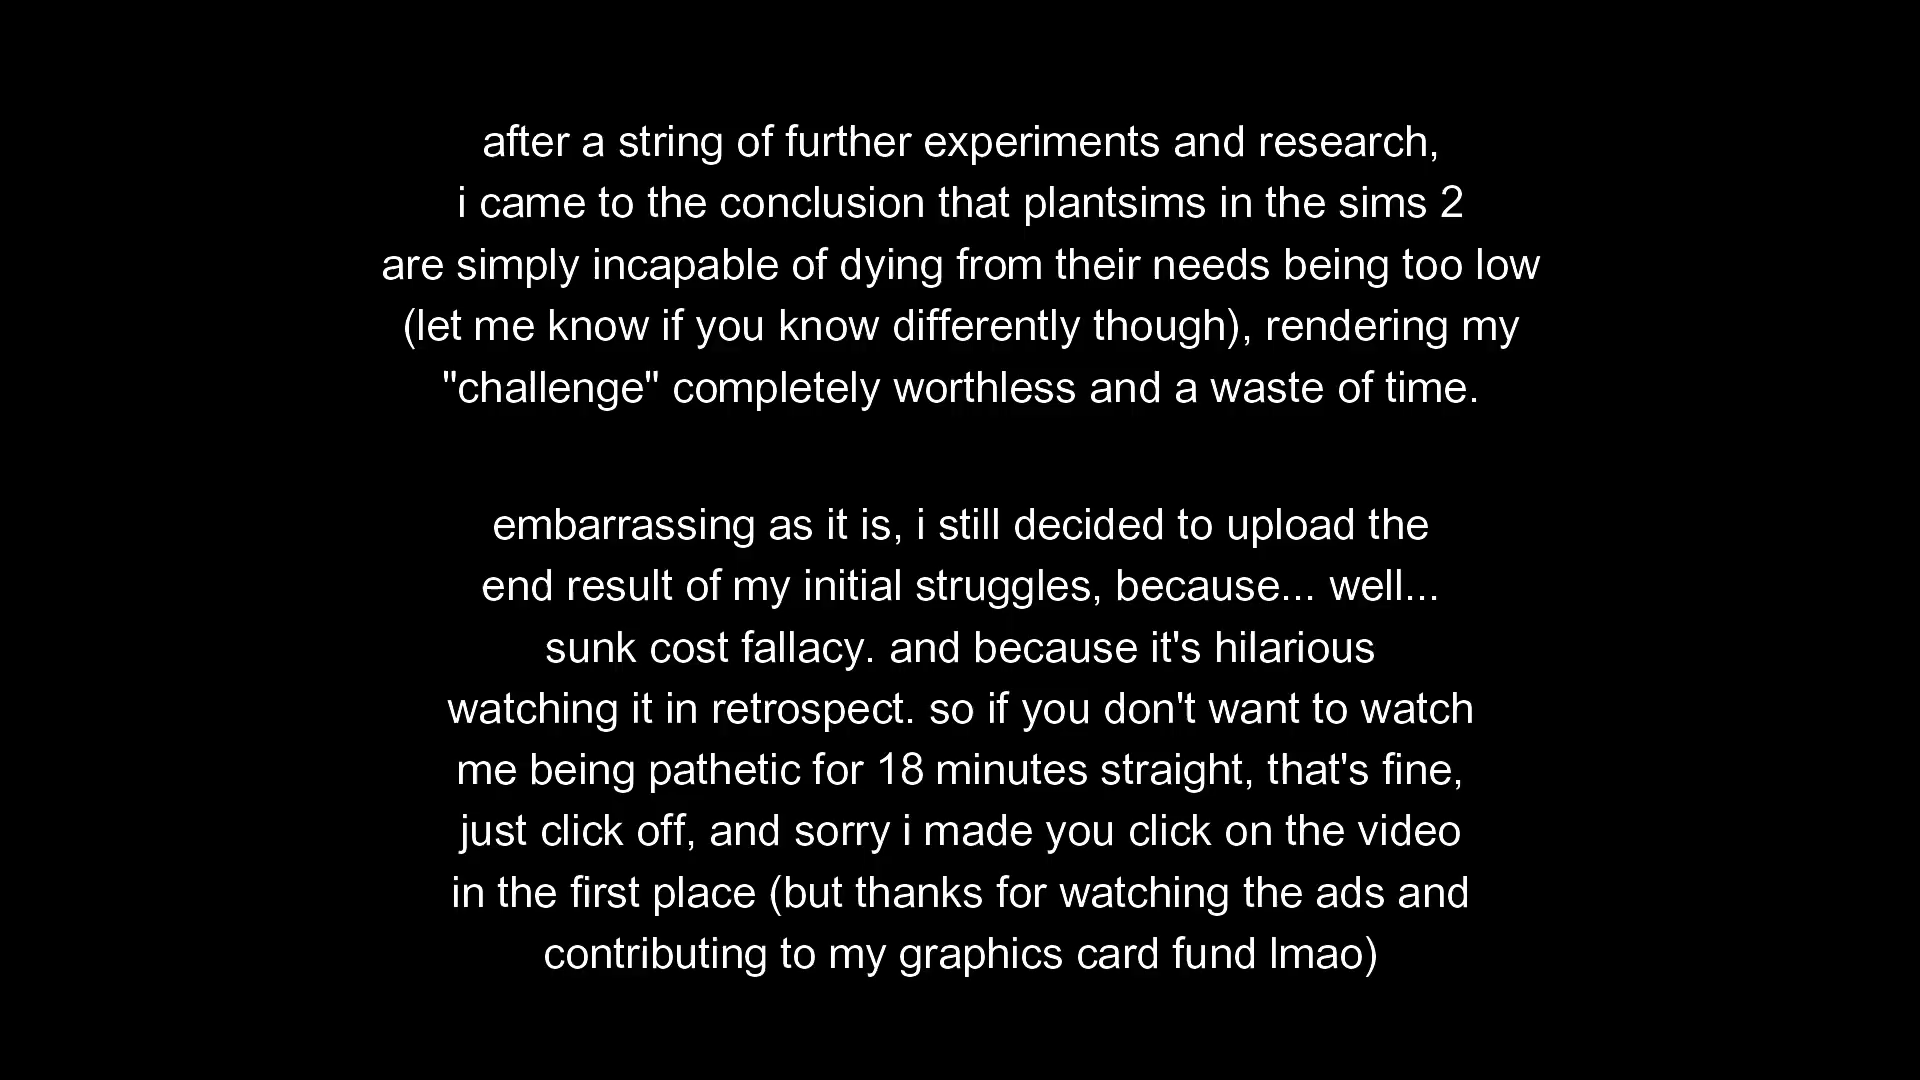 after a string of further experiments and research,
i came to the conclusion that plantsims in the sims 2
are simply incapable of dying from their needs being too low
(let me know if you know differently though), rendering my
"challenge" completely worthless and a waste of time.
embarrassing as it is, i still decided to upload the
end result of my initial struggles, because... well...
sunk cost fallacy. and because it's hilarious
watching it in retrospect. so if you don't want to watch
me being pathetic for 18 minutes straight, that's fine,
just click off, and sorry i made you click on the video
in the first place (but thanks for watching the ads and
contributing to my graphics card fund lmao)